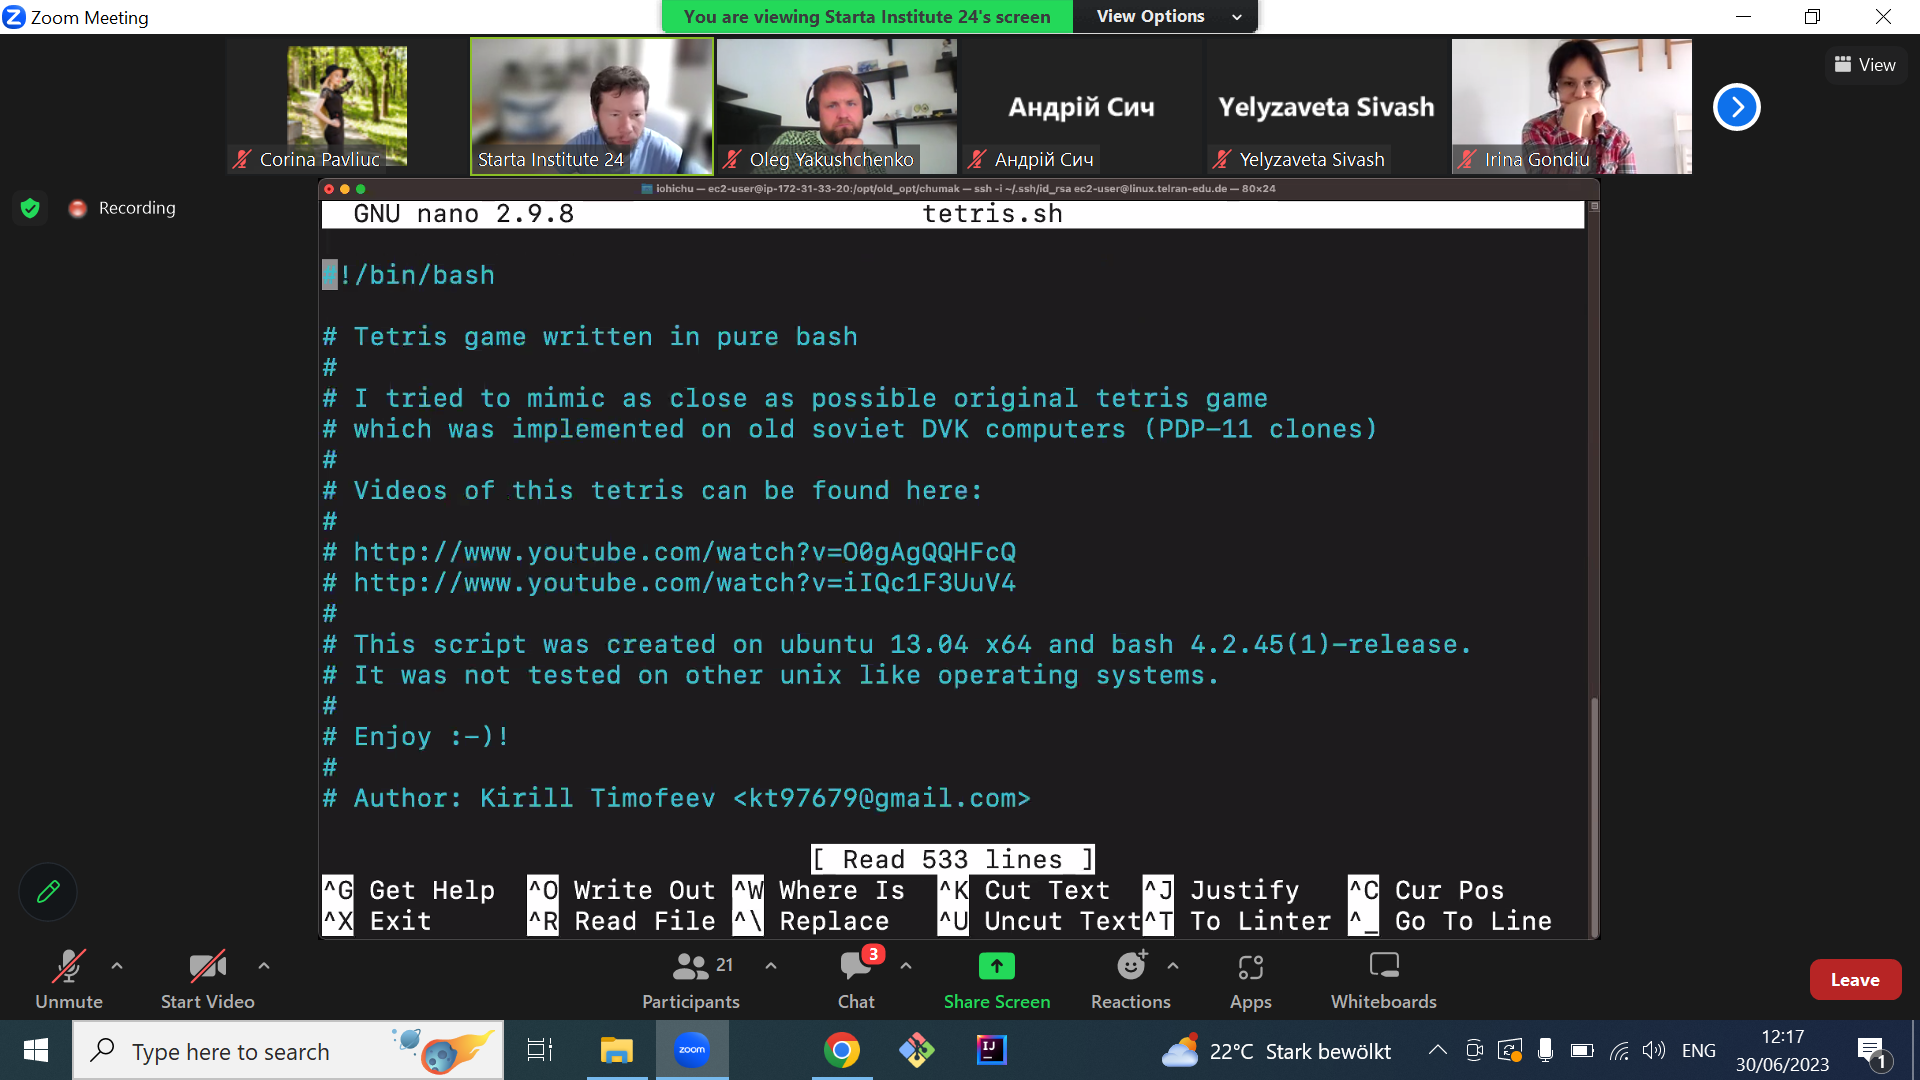 Zoom Meeting
You are viewing Starta Institute 24's screen
View Options
View
Corina Pavliuc
Starta Institute 24
Oleg Yakushchenko
Андрій Сич
Андрій Сич
Yelyzaveta Sivash
Yelyzaveta Sivash
Irina Gondiu
Recording
iohichu — ec2-user@ip-172-31-33-20:/opt/old_opt/chumak — ssh -i ~/.ssh/id_rsa ec2-user@linux.telran-edu.de — 80×24
GNU nano 2.9.8 tetris.sh
#!/bin/bash
# Tetris game written in pure bash
#
# I tried to mimic as close as possible original tetris game
# which was implemented on old soviet DVK computers (PDP-11 clones)
#
# Videos of this tetris can be found here:
#
# http://www.youtube.com/watch?v=O0gAgQQHFcQ
# http://www.youtube.com/watch?v=iIQc1F3UuV4
#
# This script was created on ubuntu 13.04 x64 and bash 4.2.45(1)-release.
# It was not tested on other unix like operating systems.
#
# Enjoy :-)!
#
# Author: Kirill Timofeev <kt97679@gmail.com>
[ Read 533 lines ]
^G Get Help ^O Write Out ^W Where Is ^K Cut Text ^J Justify ^C Cur Pos
^X Exit ^R Read File ^\ Replace ^U Uncut Text ^T To Linter ^_ Go To Line
Unmute
Start Video
21
Participants
3
Chat
Share Screen
Reactions
Apps
Whiteboards
Leave
Type here to search
zoom
IJ
22°C Stark bewölkt
ENG
12:17
30/06/2023
1